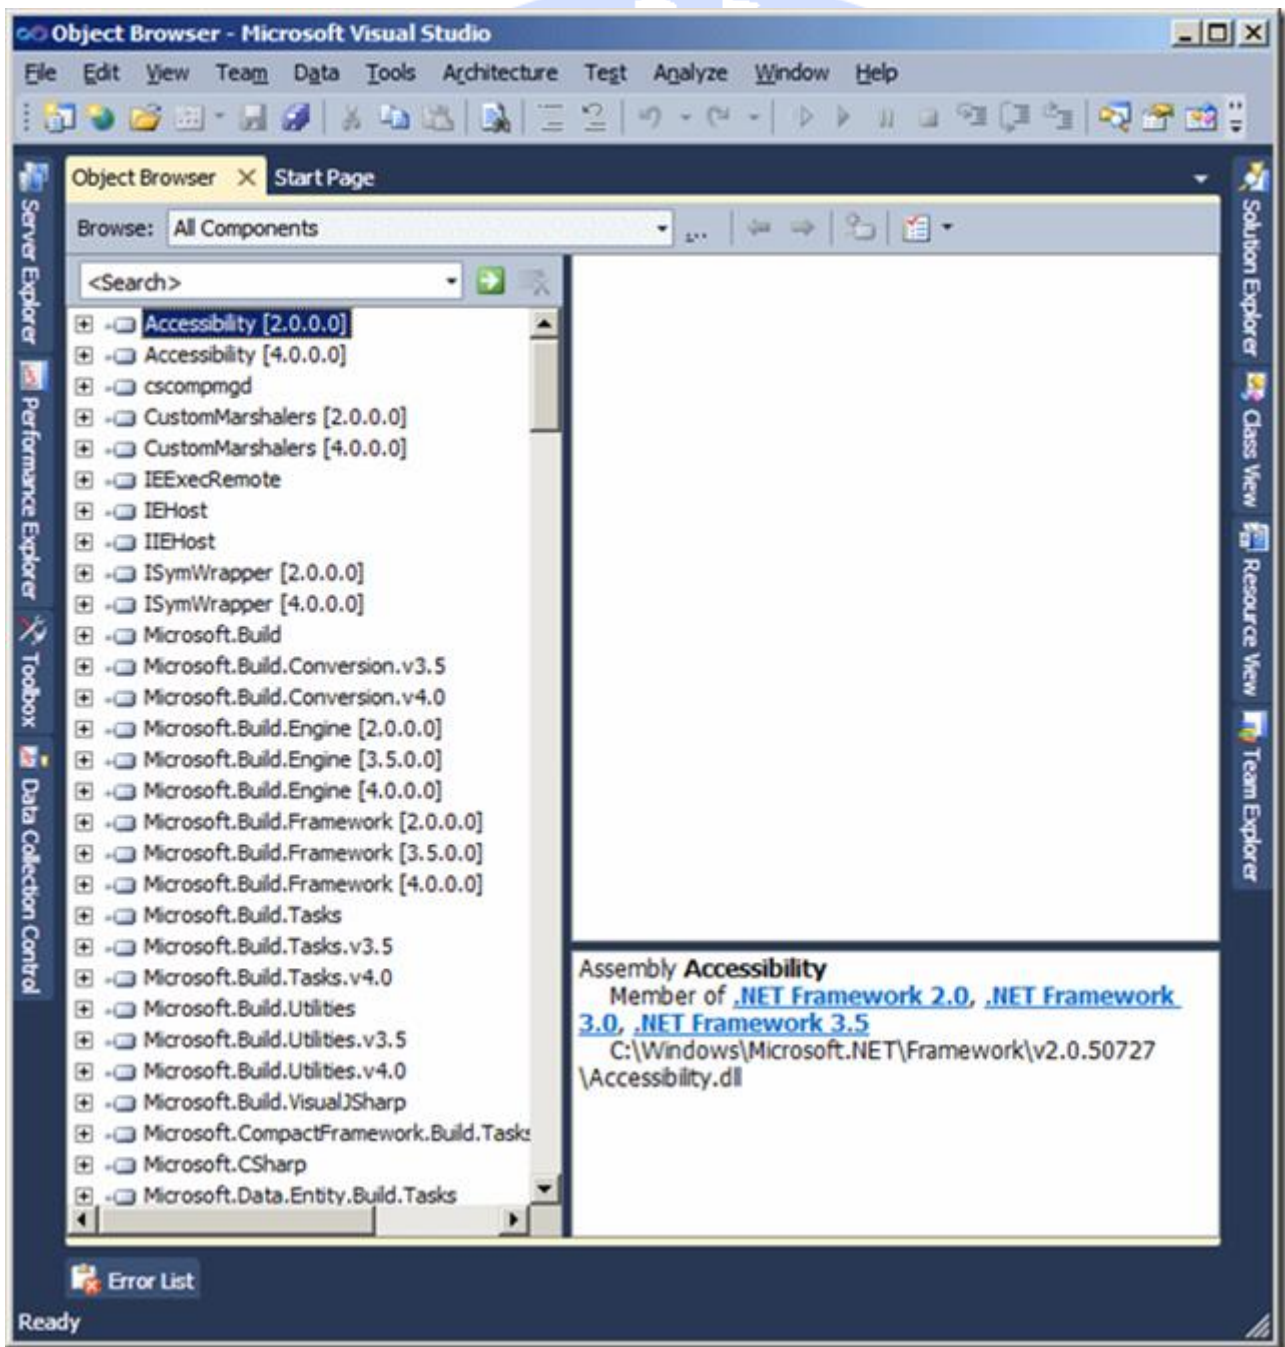 Object Browser - Microsoft Visual Studio
File Edit View Team Data Tools Architecture Test Analyze Window Help
Object Browser Start Page
Browse: All Components ...
<Search>
Accessibility [2.0.0.0]
Accessibility [4.0.0.0]
cscompmgd
CustomMarshalers [2.0.0.0]
CustomMarshalers [4.0.0.0]
IEExecRemote
IEHost
IIEHost
ISymWrapper [2.0.0.0]
ISymWrapper [4.0.0.0]
Microsoft.Build
Microsoft.Build.Conversion.v3.5
Microsoft.Build.Conversion.v4.0
Microsoft.Build.Engine [2.0.0.0]
Microsoft.Build.Engine [3.5.0.0]
Microsoft.Build.Engine [4.0.0.0]
Microsoft.Build.Framework [2.0.0.0]
Microsoft.Build.Framework [3.5.0.0]
Microsoft.Build.Framework [4.0.0.0]
Microsoft.Build.Tasks
Microsoft.Build.Tasks.v3.5
Microsoft.Build.Tasks.v4.0
Microsoft.Build.Utilities
Microsoft.Build.Utilities.v3.5
Microsoft.Build.Utilities.v4.0
Microsoft.Build.VisualJSharp
Microsoft.CompactFramework.Build.Tasks
Microsoft.CSharp
Microsoft.Data.Entity.Build.Tasks
Assembly Accessibility
Member of .NET Framework 2.0, .NET Framework
3.0, .NET Framework 3.5
C:\Windows\Microsoft.NET\Framework\v2.0.50727
\Accessibility.dll
Server Explorer
Performance Explorer
Toolbox
Data Collection Control
Solution Explorer
Class View
Resource View
Team Explorer
Error List
Ready